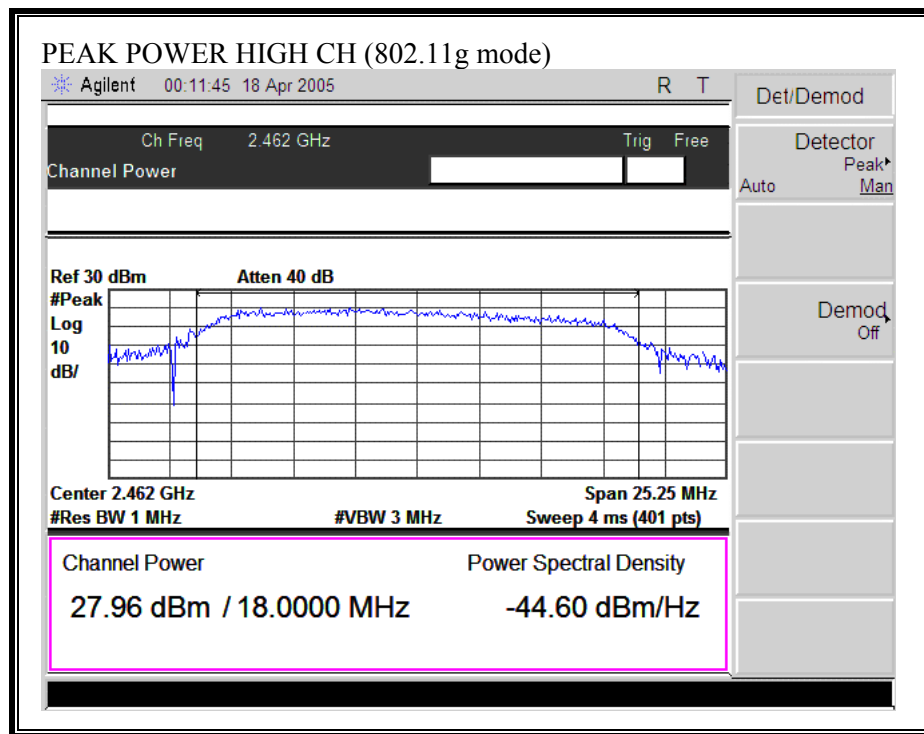 PEAK POWER HIGH CH (802.11g mode)
Agilent 00:11:45 18 Apr 2005 R T
Det/Demod
Ch Freq 2.462 GHz Trig Free
Channel Power
Detector
Peak
Auto Man
Ref 30 dBm Atten 40 dB
#Peak
Log
10
dB/
Demod
Off
Center 2.462 GHz Span 25.25 MHz
#Res BW 1 MHz #VBW 3 MHz Sweep 4 ms (401 pts)
Channel Power Power Spectral Density
27.96 dBm / 18.0000 MHz -44.60 dBm/Hz